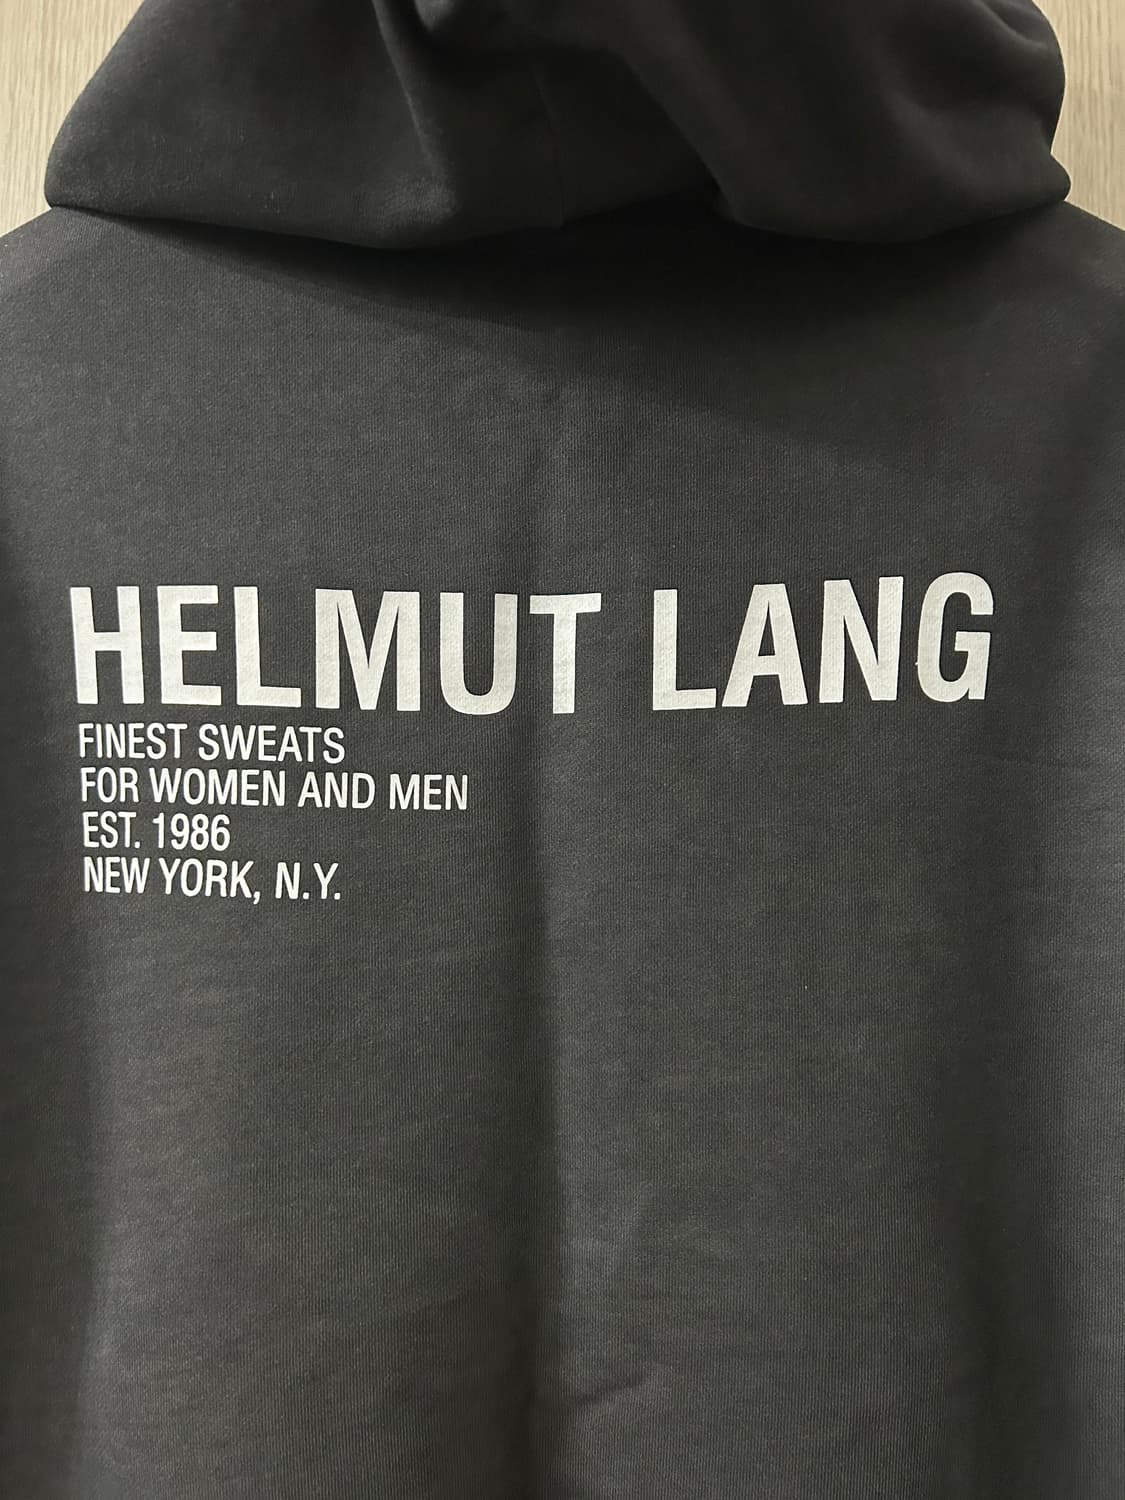 HELMUT LANG
FINEST SWEATS
FOR WOMEN AND MEN
EST. 1986
NEW YORK, N.Y.